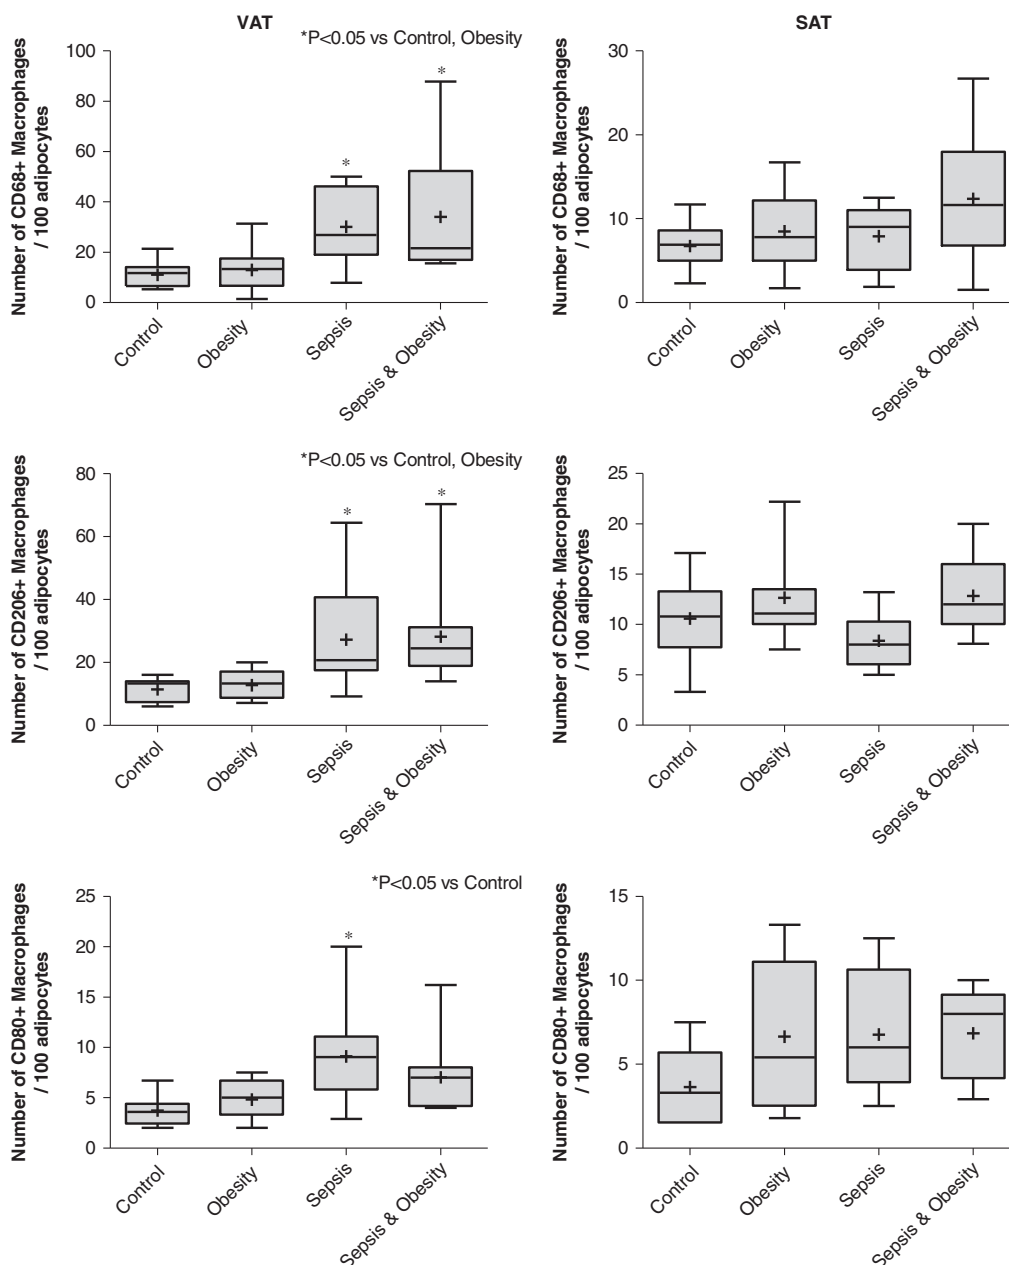 VAT
*P<0.05 vs Control, Obesity
Number of CD68+ Macrophages
/ 100 adipocytes
100
80
60
40
20
0
*
*
Control
Obesity
Sepsis
Sepsis & Obesity
SAT
Number of CD68+ Macrophages
/ 100 adipocytes
30
20
10
0
Control
Obesity
Sepsis
Sepsis & Obesity
*P<0.05 vs Control, Obesity
Number of CD206+ Macrophages
/ 100 adipocytes
80
60
40
20
0
*
*
Control
Obesity
Sepsis
Sepsis & Obesity
Number of CD206+ Macrophages
/ 100 adipocytes
25
20
15
10
5
0
Control
Obesity
Sepsis
Sepsis & Obesity
*P<0.05 vs Control
Number of CD80+ Macrophages
/ 100 adipocytes
25
20
15
10
5
0
*
Control
Obesity
Sepsis
Sepsis & Obesity
Number of CD80+ Macrophages
/ 100 adipocytes
15
10
5
0
Control
Obesity
Sepsis
Sepsis & Obesity